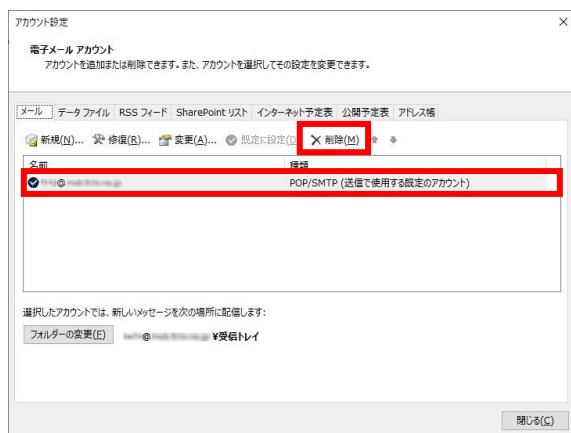 アカウント設定
電子メール アカウント
アカウントを追加または削除できます。また、アカウントを選択してその設定を変更できます。
メール データ ファイル RSS フィード SharePoint リスト インターネット予定表 公開予定表 アドレス帳
新規(N)... 修復(R)... 変更(A)... 既定に設定(D) 削除(M)
名前 種類
@ POP/SMTP (送信で使用する既定のアカウント)
選択したアカウントでは、新しいメッセージを次の場所に配信します:
フォルダーの変更(F) @ ¥受信トレイ
閉じる(C)